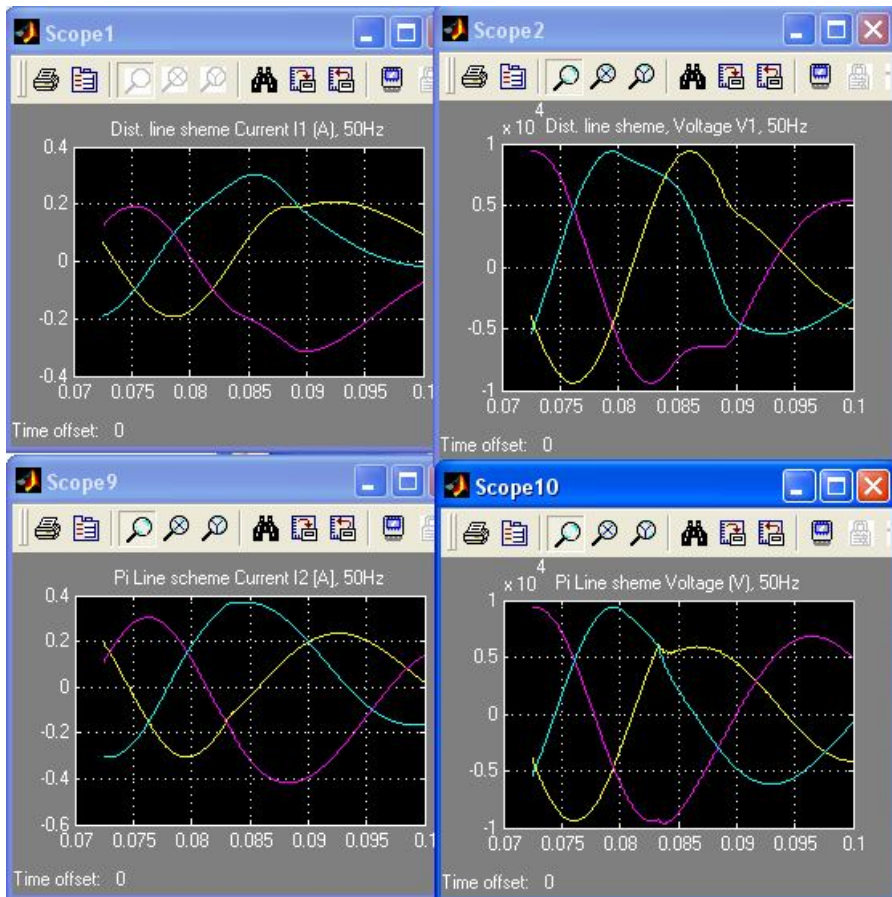 Scope1
Dist. line sheme Current I1 (A), 50Hz
0.4
0.2
0
-0.2
-0.4
0.07 0.075 0.08 0.085 0.09 0.095 0.1
Time offset: 0
Scope2
x 10^4 Dist. line sheme, Voltage V1, 50Hz
1
0.5
0
-0.5
-1
0.07 0.075 0.08 0.085 0.09 0.095 0.1
Time offset: 0
Scope9
Pi Line scheme Current I2 [A], 50Hz
0.4
0.2
0
-0.2
-0.4
-0.6
0.07 0.075 0.08 0.085 0.09 0.095 0.1
Time offset: 0
Scope10
x 10^4 Pi Line sheme Voltage (V), 50Hz
1
0.5
0
-0.5
-1
0.07 0.075 0.08 0.085 0.09 0.095 0.1
Time offset: 0